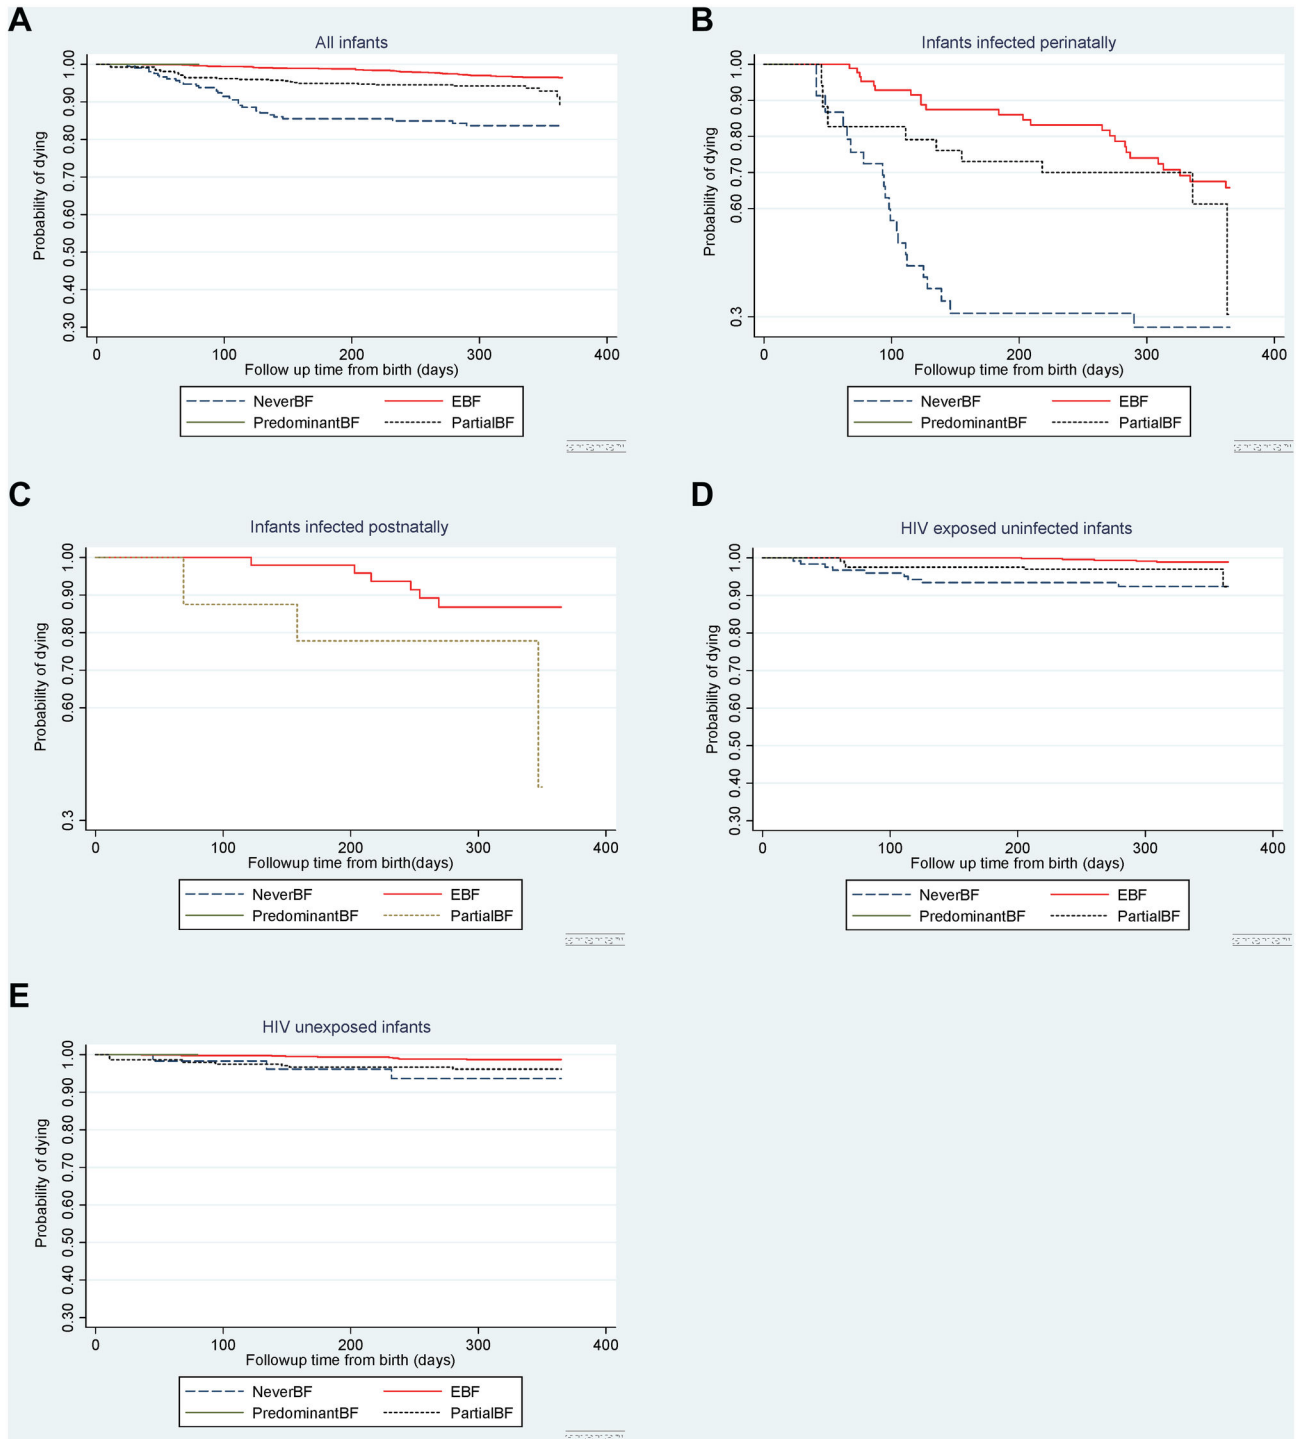 A
All infants
Probability of dying
1.00
0.90
0.80
0.70
0.60
0.50
0.40
0.30
0 100 200 300 400
Follow up time from birth (days)
NeverBF EBF
PredominantBF PartialBF
B
Infants infected perinatally
Probability of dying
1.00
0.90
0.80
0.70
0.60
0.3
0 100 200 300 400
Followup time from birth (days)
NeverBF EBF
PredominantBF PartialBF
C
Infants infected postnatally
Probability of dying
1.00
0.90
0.80
0.70
0.60
0.3
0 100 200 300 400
Followup time from birth(days)
NeverBF EBF
PredominantBF PartialBF
D
HIV exposed uninfected infants
Probability of dying
1.00
0.90
0.80
0.70
0.60
0.50
0.40
0.30
0 100 200 300 400
Follow up time from birth (days)
NeverBF EBF
PredominantBF PartialBF
E
HIV unexposed infants
Probability of dying
1.00
0.90
0.80
0.70
0.60
0.50
0.40
0.30
0 100 200 300 400
Followup time from birth (days)
NeverBF EBF
PredominantBF PartialBF